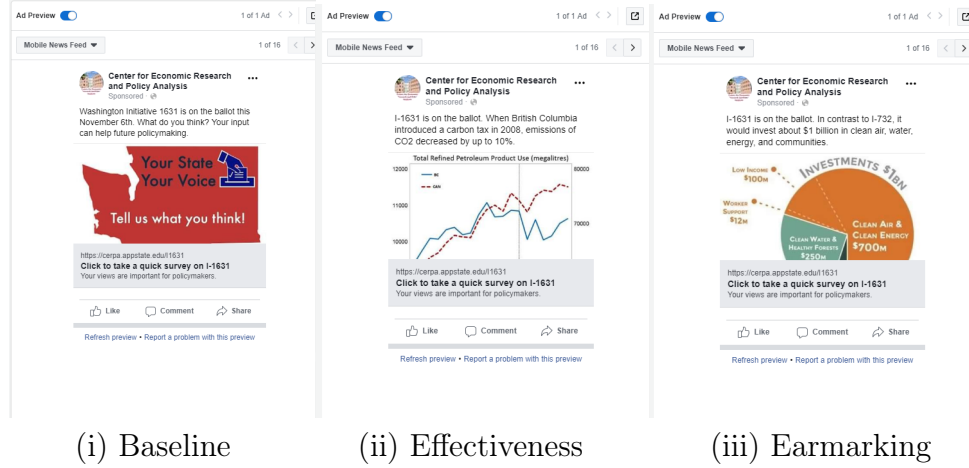 Ad Preview
1 of 1 Ad
Mobile News Feed
1 of 16
Center for Economic Research
and Policy Analysis
Sponsored ·
Washington Initiative 1631 is on the ballot this
November 6th. What do you think? Your input
can help future policymaking.
Your State
Your Voice
Tell us what you think!
https://cerpa.appstate.edu/I1631
Click to take a quick survey on I-1631
Your views are important for policymakers.
Like
Comment
Share
Refresh preview • Report a problem with this preview
(i) Baseline
Ad Preview
1 of 1 Ad
Mobile News Feed
1 of 16
Center for Economic Research
and Policy Analysis
Sponsored ·
I-1631 is on the ballot. When British Columbia
introduced a carbon tax in 2008, emissions of
CO2 decreased by up to 10%.
Total Refined Petroleum Product Use (megalitres)
12000
80000
BC
CAN
11000
70000
10000
https://cerpa.appstate.edu/I1631
Click to take a quick survey on I-1631
Your views are important for policymakers.
Like
Comment
Share
Refresh preview • Report a problem with this preview
(ii) Effectiveness
Ad Preview
1 of 1 Ad
Mobile News Feed
1 of 16
Center for Economic Research
and Policy Analysis
Sponsored ·
I-1631 is on the ballot. In contrast to I-732, it
would invest about $1 billion in clean air, water,
energy, and communities.
INVESTMENTS $1BN
Low Income
$100M
Worker
Support
$12M
Clean Air &
Clean Energy
$700M
Clean Water &
Healthy Forests
$250M
https://cerpa.appstate.edu/I1631
Click to take a quick survey on I-1631
Your views are important for policymakers.
Like
Comment
Share
Refresh preview • Report a problem with this preview
(iii) Earmarking